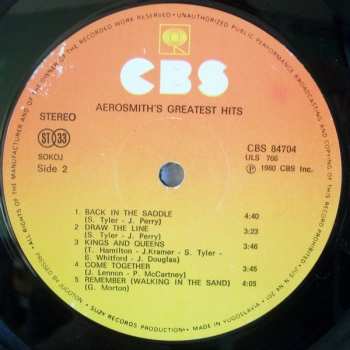 •ALL RIGHTS OF THE MANUFACTURER AND OF THE OWNER OF THE RECORDED WORK RESERVED • UNAUTHORIZED PUBLIC PERFORMANCE BROADCASTING AND COPYING OF THIS RECORD PROHIBITED•
CBS
AEROSMITH'S GREATEST HITS
STEREO
ST 33
SOKOJ
Side 2
CBS 84704
ULS 766
Ⓟ 1980 CBS Inc.
1 BACK IN THE SADDLE 4:40
(S. Tyler - J. Perry)
2 DRAW THE LINE 3:23
(S. Tyler - J. Perry)
3 KINGS AND QUEENS 3:46
(T. Hamilton - J.Kramer - S. Tyler -
B. Whitford - J. Douglas)
4 COME TOGETHER 3:45
(J. Lennon - P. McCartney)
5 REMEMBER (WALKING IN THE SAND) 4:05
(G. Morton)
PRESSED BY JUGOTON • SUZY RECORDS PRODUCTION • MADE IN YUGOSLAVIA •